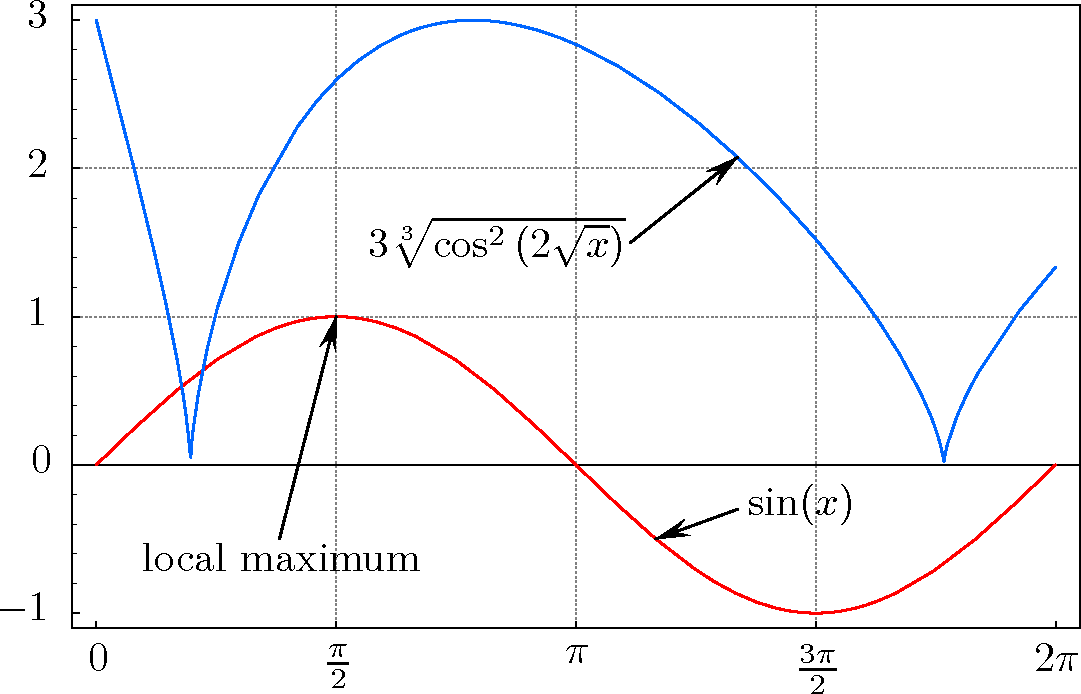 3
2
3∛cos² (2√x)
1
0
sin(x)
local maximum
−1
0 π/2 π 3π/2 2π